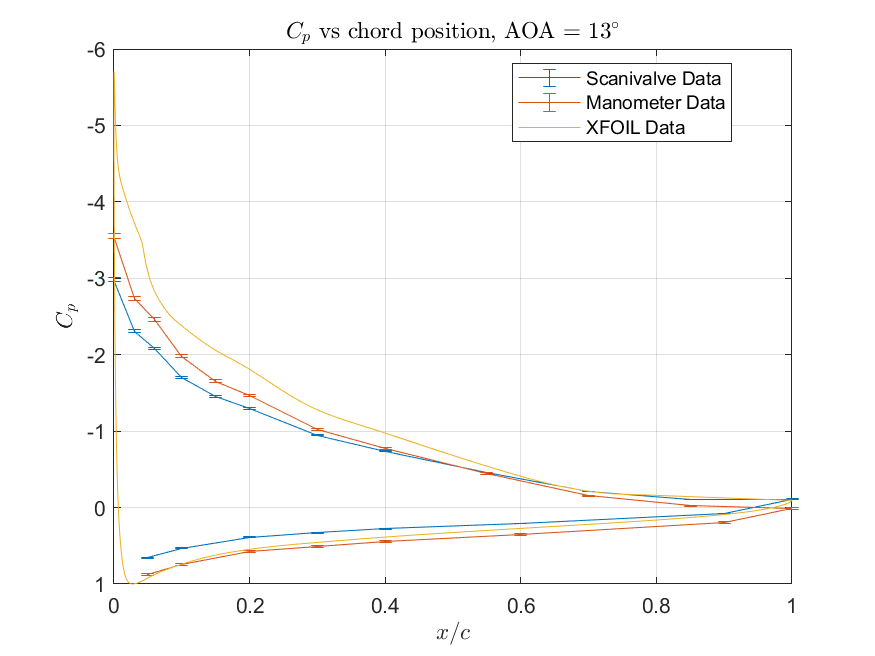 C_p vs chord position, AOA = 13°
-6
-5
-4
-3
-2
-1
0
1
C_p
0
0.2
0.4
0.6
0.8
1
x/c
Scanivalve Data
Manometer Data
XFOIL Data